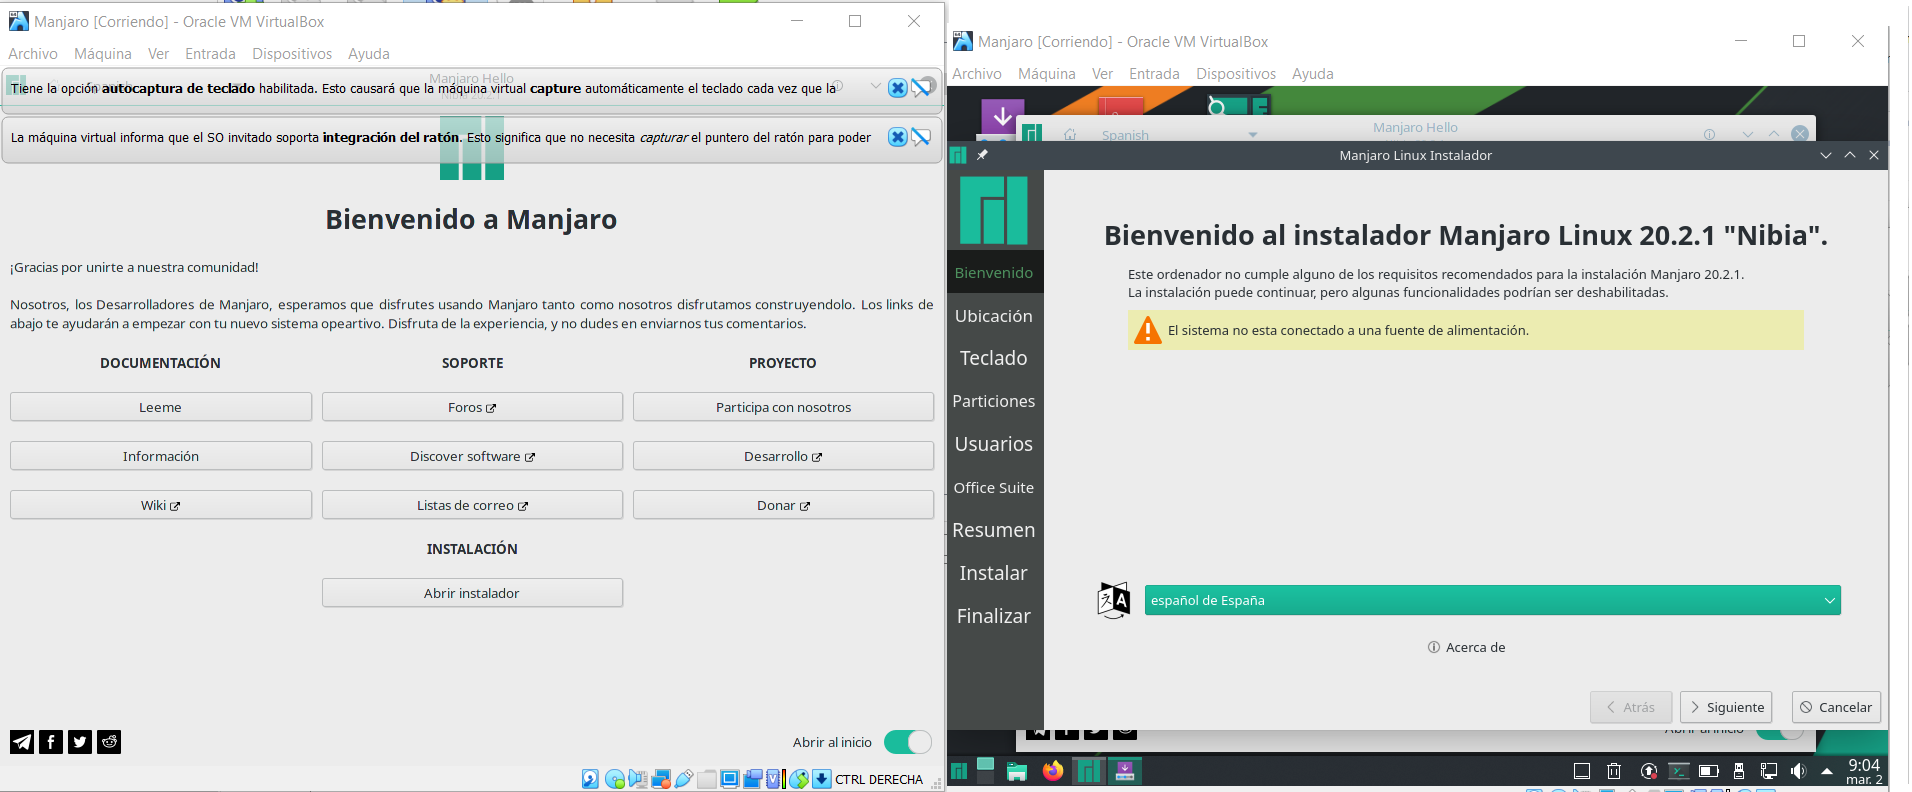 Manjaro [Corriendo] - Oracle VM VirtualBox
Archivo Máquina Ver Entrada Dispositivos Ayuda
Manjaro Hello
Tiene la opción autocaptura de teclado habilitada. Esto causará que la máquina virtual capture automáticamente el teclado cada vez que la
La máquina virtual informa que el SO invitado soporta integración del ratón. Esto significa que no necesita capturar el puntero del ratón para poder
Bienvenido a Manjaro
¡Gracias por unirte a nuestra comunidad!
Nosotros, los Desarrolladores de Manjaro, esperamos que disfrutes usando Manjaro tanto como nosotros disfrutamos construyendolo. Los links de
abajo te ayudarán a empezar con tu nuevo sistema opeartivo. Disfruta de la experiencia, y no dudes en enviarnos tus comentarios.
DOCUMENTACIÓN SOPORTE PROYECTO
Leeme Foros Participa con nosotros
Información Discover software Desarrollo
Wiki Listas de correo Donar
INSTALACIÓN
Abrir instalador
Abrir al inicio
CTRL DERECHA
Manjaro [Corriendo] - Oracle VM VirtualBox
Archivo Máquina Ver Entrada Dispositivos Ayuda
Spanish Manjaro Hello
Manjaro Linux Instalador
Bienvenido
Ubicación
Teclado
Particiones
Usuarios
Office Suite
Resumen
Instalar
Finalizar
Bienvenido al instalador Manjaro Linux 20.2.1 "Nibia".
Este ordenador no cumple alguno de los requisitos recomendados para la instalación Manjaro 20.2.1.
La instalación puede continuar, pero algunas funcionalidades podrían ser deshabilitadas.
El sistema no esta conectado a una fuente de alimentación.
español de España
Acerca de
Atrás Siguiente Cancelar
Abrir al inicio
9:04
mar. 2